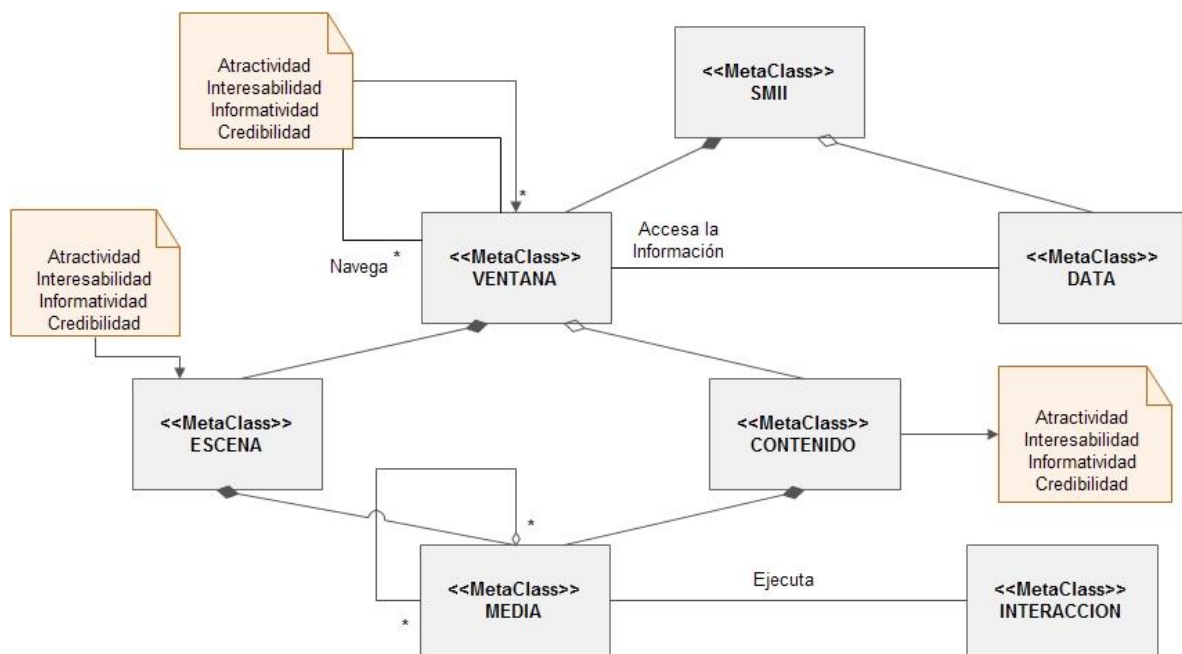 Atractividad
Interesabilidad
Informatividad
Credibilidad
<<MetaClass>>
SMII
*
Navega *
<<MetaClass>>
VENTANA
Accesa la
Información
<<MetaClass>>
DATA
Atractividad
Interesabilidad
Informatividad
Credibilidad
<<MetaClass>>
ESCENA
<<MetaClass>>
CONTENIDO
Atractividad
Interesabilidad
Informatividad
Credibilidad
*
*
<<MetaClass>>
MEDIA
Ejecuta
<<MetaClass>>
INTERACCION